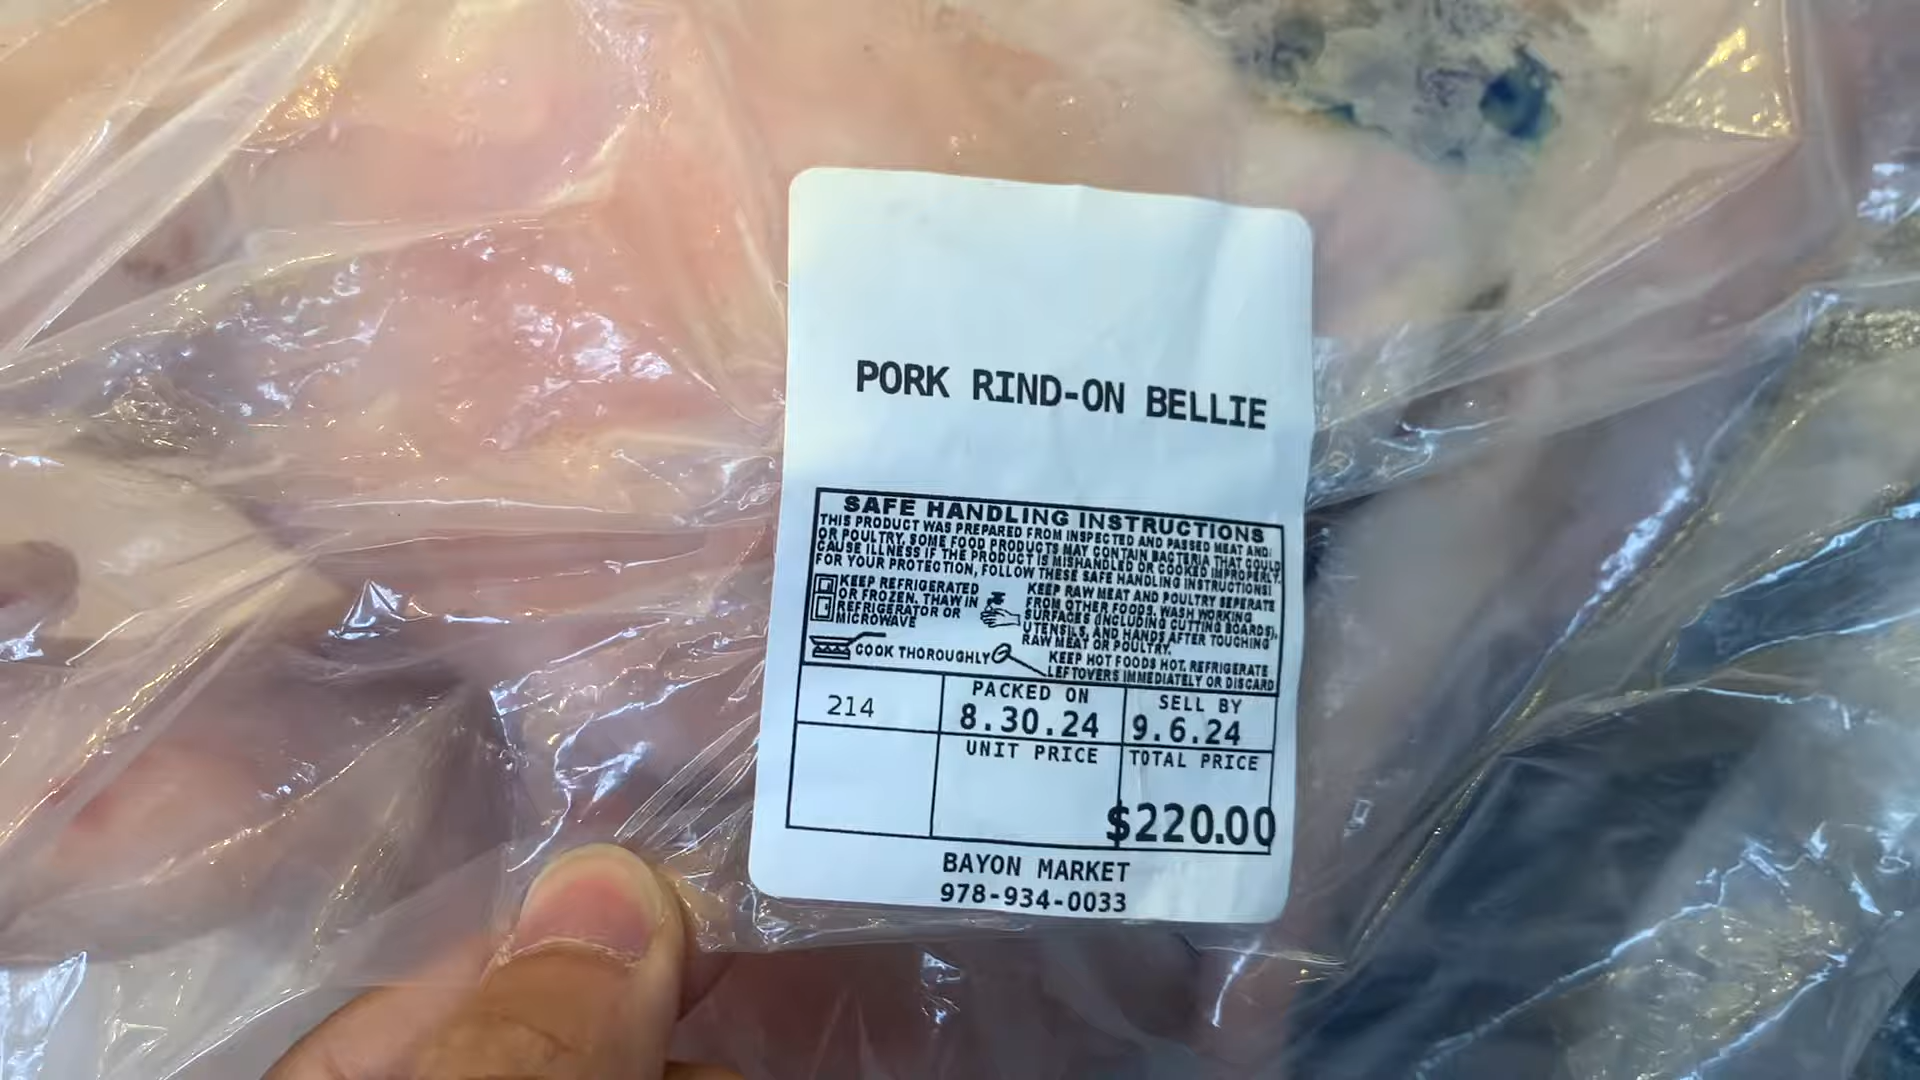 PORK RIND-ON BELLIE
SAFE HANDLING INSTRUCTIONS
THIS PRODUCT WAS PREPARED FROM INSPECTED AND PASSED MEAT AND/
OR POULTRY. SOME FOOD PRODUCTS MAY CONTAIN BACTERIA THAT COULD
CAUSE ILLNESS IF THE PRODUCT IS MISHANDLED OR COOKED IMPROPERLY.
FOR YOUR PROTECTION, FOLLOW THESE SAFE HANDLING INSTRUCTIONS!
KEEP REFRIGERATED
OR FROZEN. THAW IN
REFRIGERATOR OR
MICROWAVE
KEEP RAW MEAT AND POULTRY SEPERATE
FROM OTHER FOODS. WASH WORKING
SURFACES (INCLUDING CUTTING BOARDS),
UTENSILS, AND HANDS AFTER TOUCHING
RAW MEAT OR POULTRY.
COOK THOROUGHLY
KEEP HOT FOODS HOT. REFRIGERATE
LEFTOVERS IMMEDIATELY OR DISCARD
214
PACKED ON
8.30.24
SELL BY
9.6.24
UNIT PRICE
TOTAL PRICE
$220.00
BAYON MARKET
978-934-0033